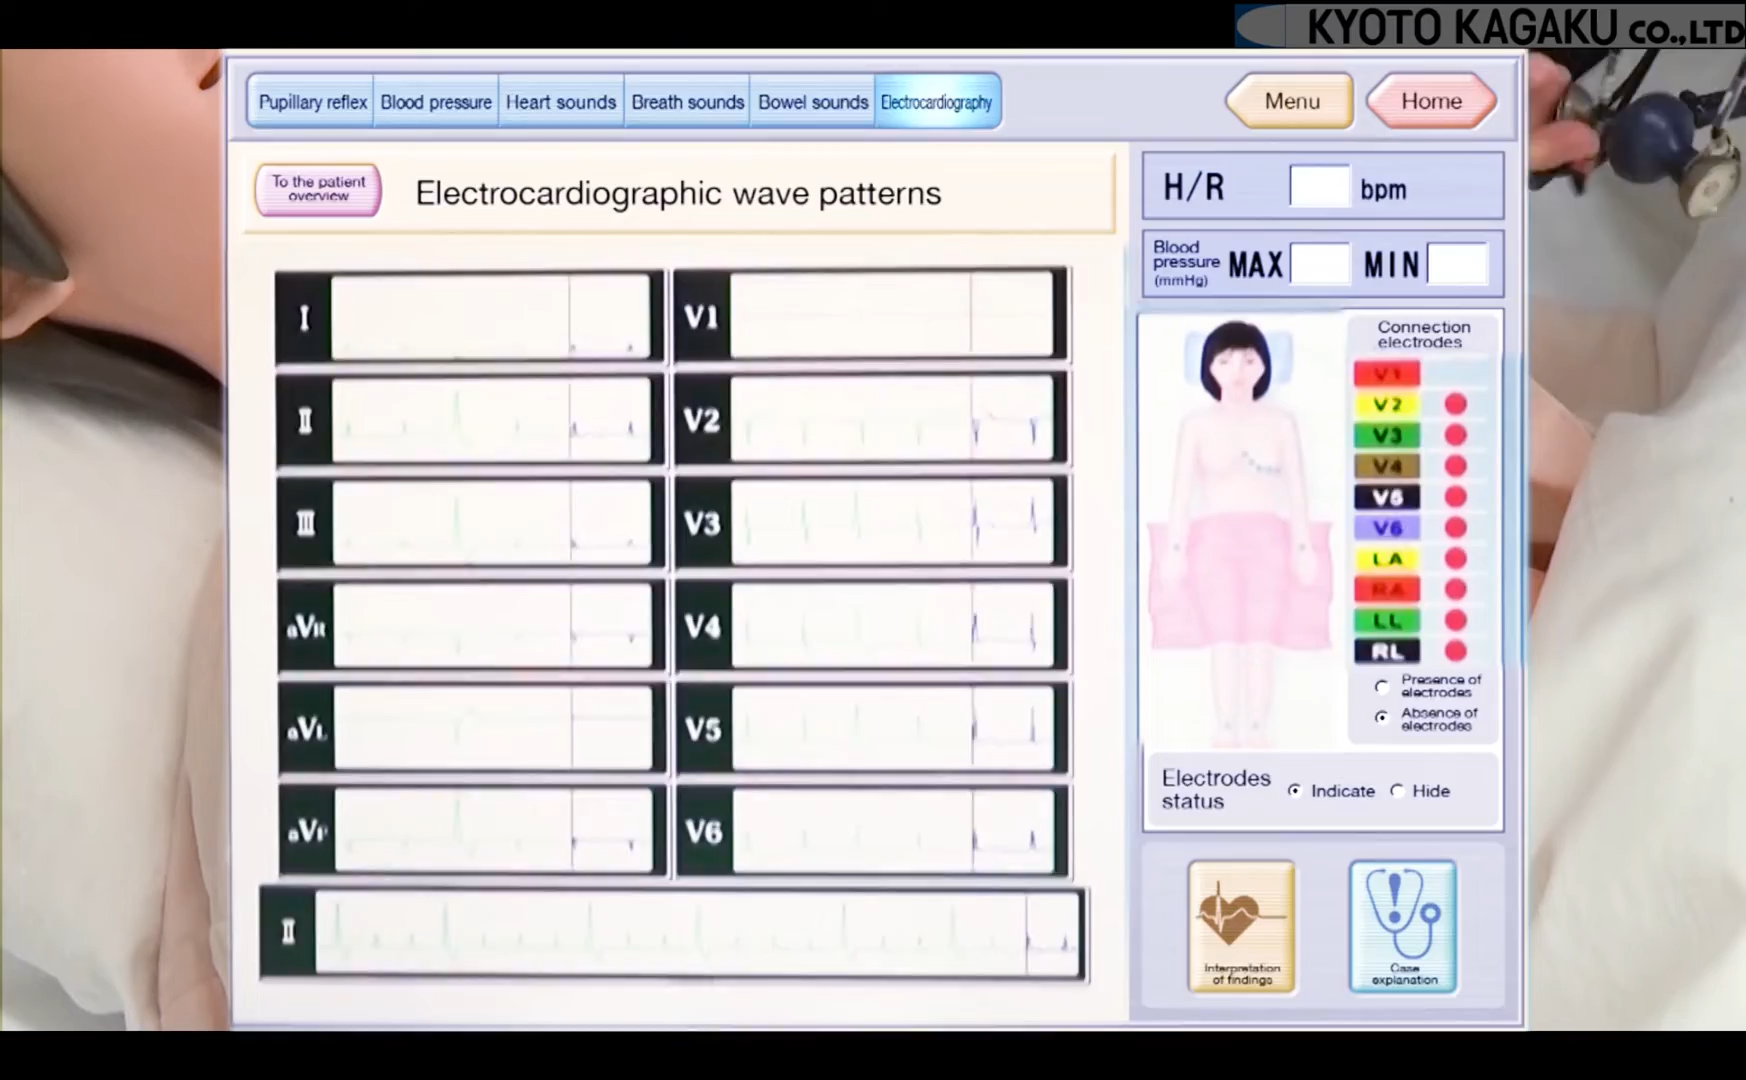 KYOTO KAGAKU CO.,LTD
Pupillary reflex
Blood pressure
Heart sounds
Breath sounds
Bowel sounds
Electrocardiography
Menu
Home
To the patient
overview
Electrocardiographic wave patterns
H/R bpm
Blood
pressure
(mmHg)
MAX MIN
I
II
III
aVR
aVL
aVF
V1
V2
V3
V4
V5
V6
II
Connection
electrodes
V1
V2
V3
V4
V5
V6
LA
RA
LL
RL
Presence of
electrodes
Absence of
electrodes
Electrodes
status
Indicate
Hide
Interpretation
of findings
Case
explanation